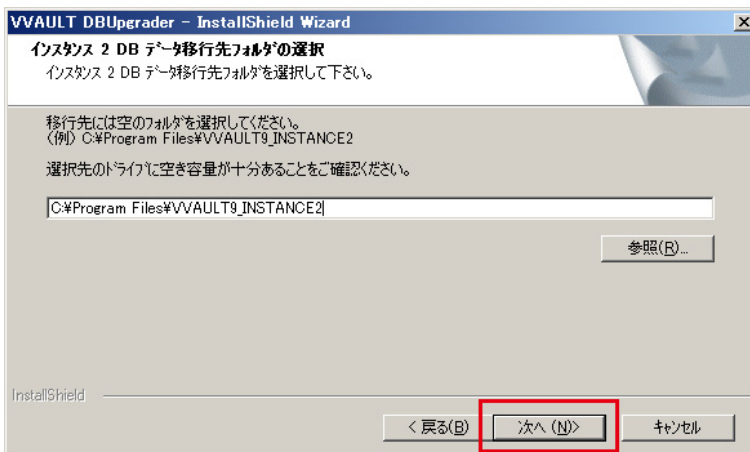 VVAULT DBUpgrader - InstallShield Wizard
インスタンス 2 DB データ移行先フォルダの選択
インスタンス 2 DB データ移行先フォルダを選択して下さい。
移行先には空のフォルダを選択してください。
(例) C:¥Program Files¥VVAULT9_INSTANCE2
選択先のドライブに空き容量が十分あることをご確認ください。
C:¥Program Files¥VVAULT9_INSTANCE2
参照(R)...
InstallShield
< 戻る(B) 次へ (N)> キャンセル